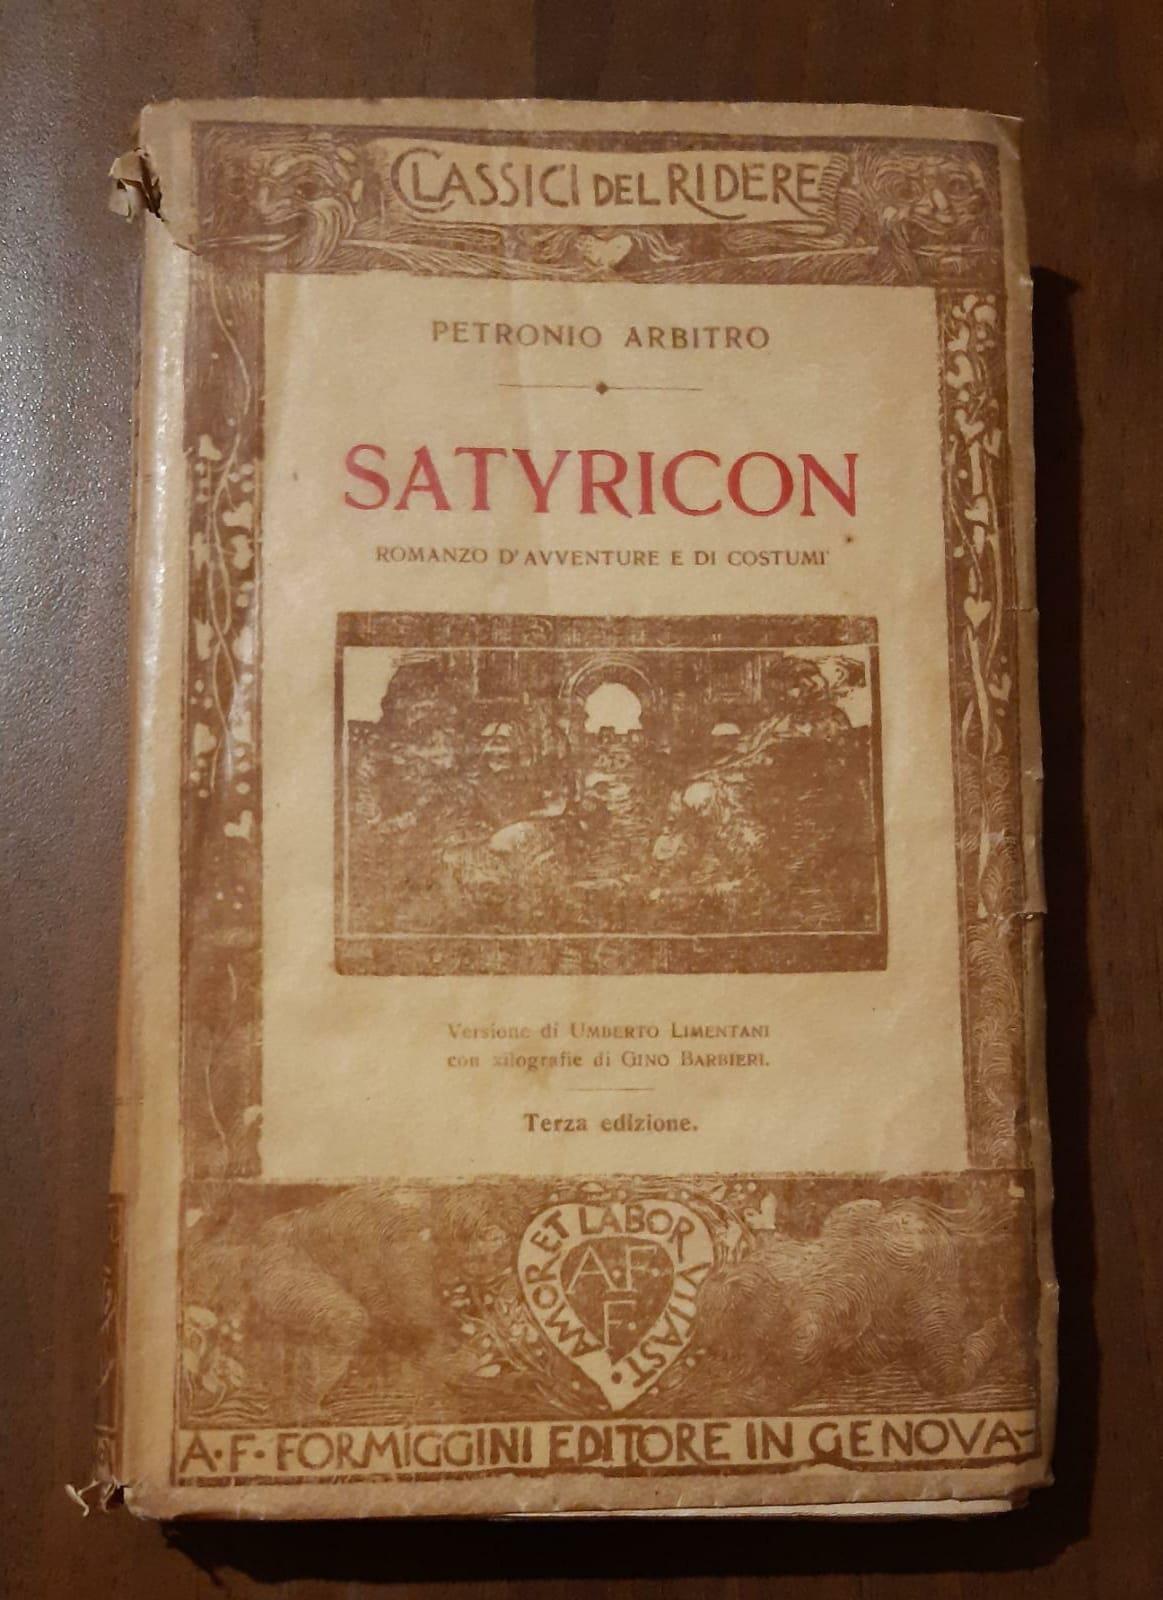 CLASSICI DEL RIDERE
PETRONIO ARBITRO
SATYRICON
ROMANZO D'AVVENTURE E DI COSTUMI
Versione di UMBERTO LIMENTANI
con xilografie di GINO BARBIERI.
Terza edizione.
AMOR ET LABOR VITAST.
A. F. F.
A. F. FORMIGGINI EDITORE IN GENOVA